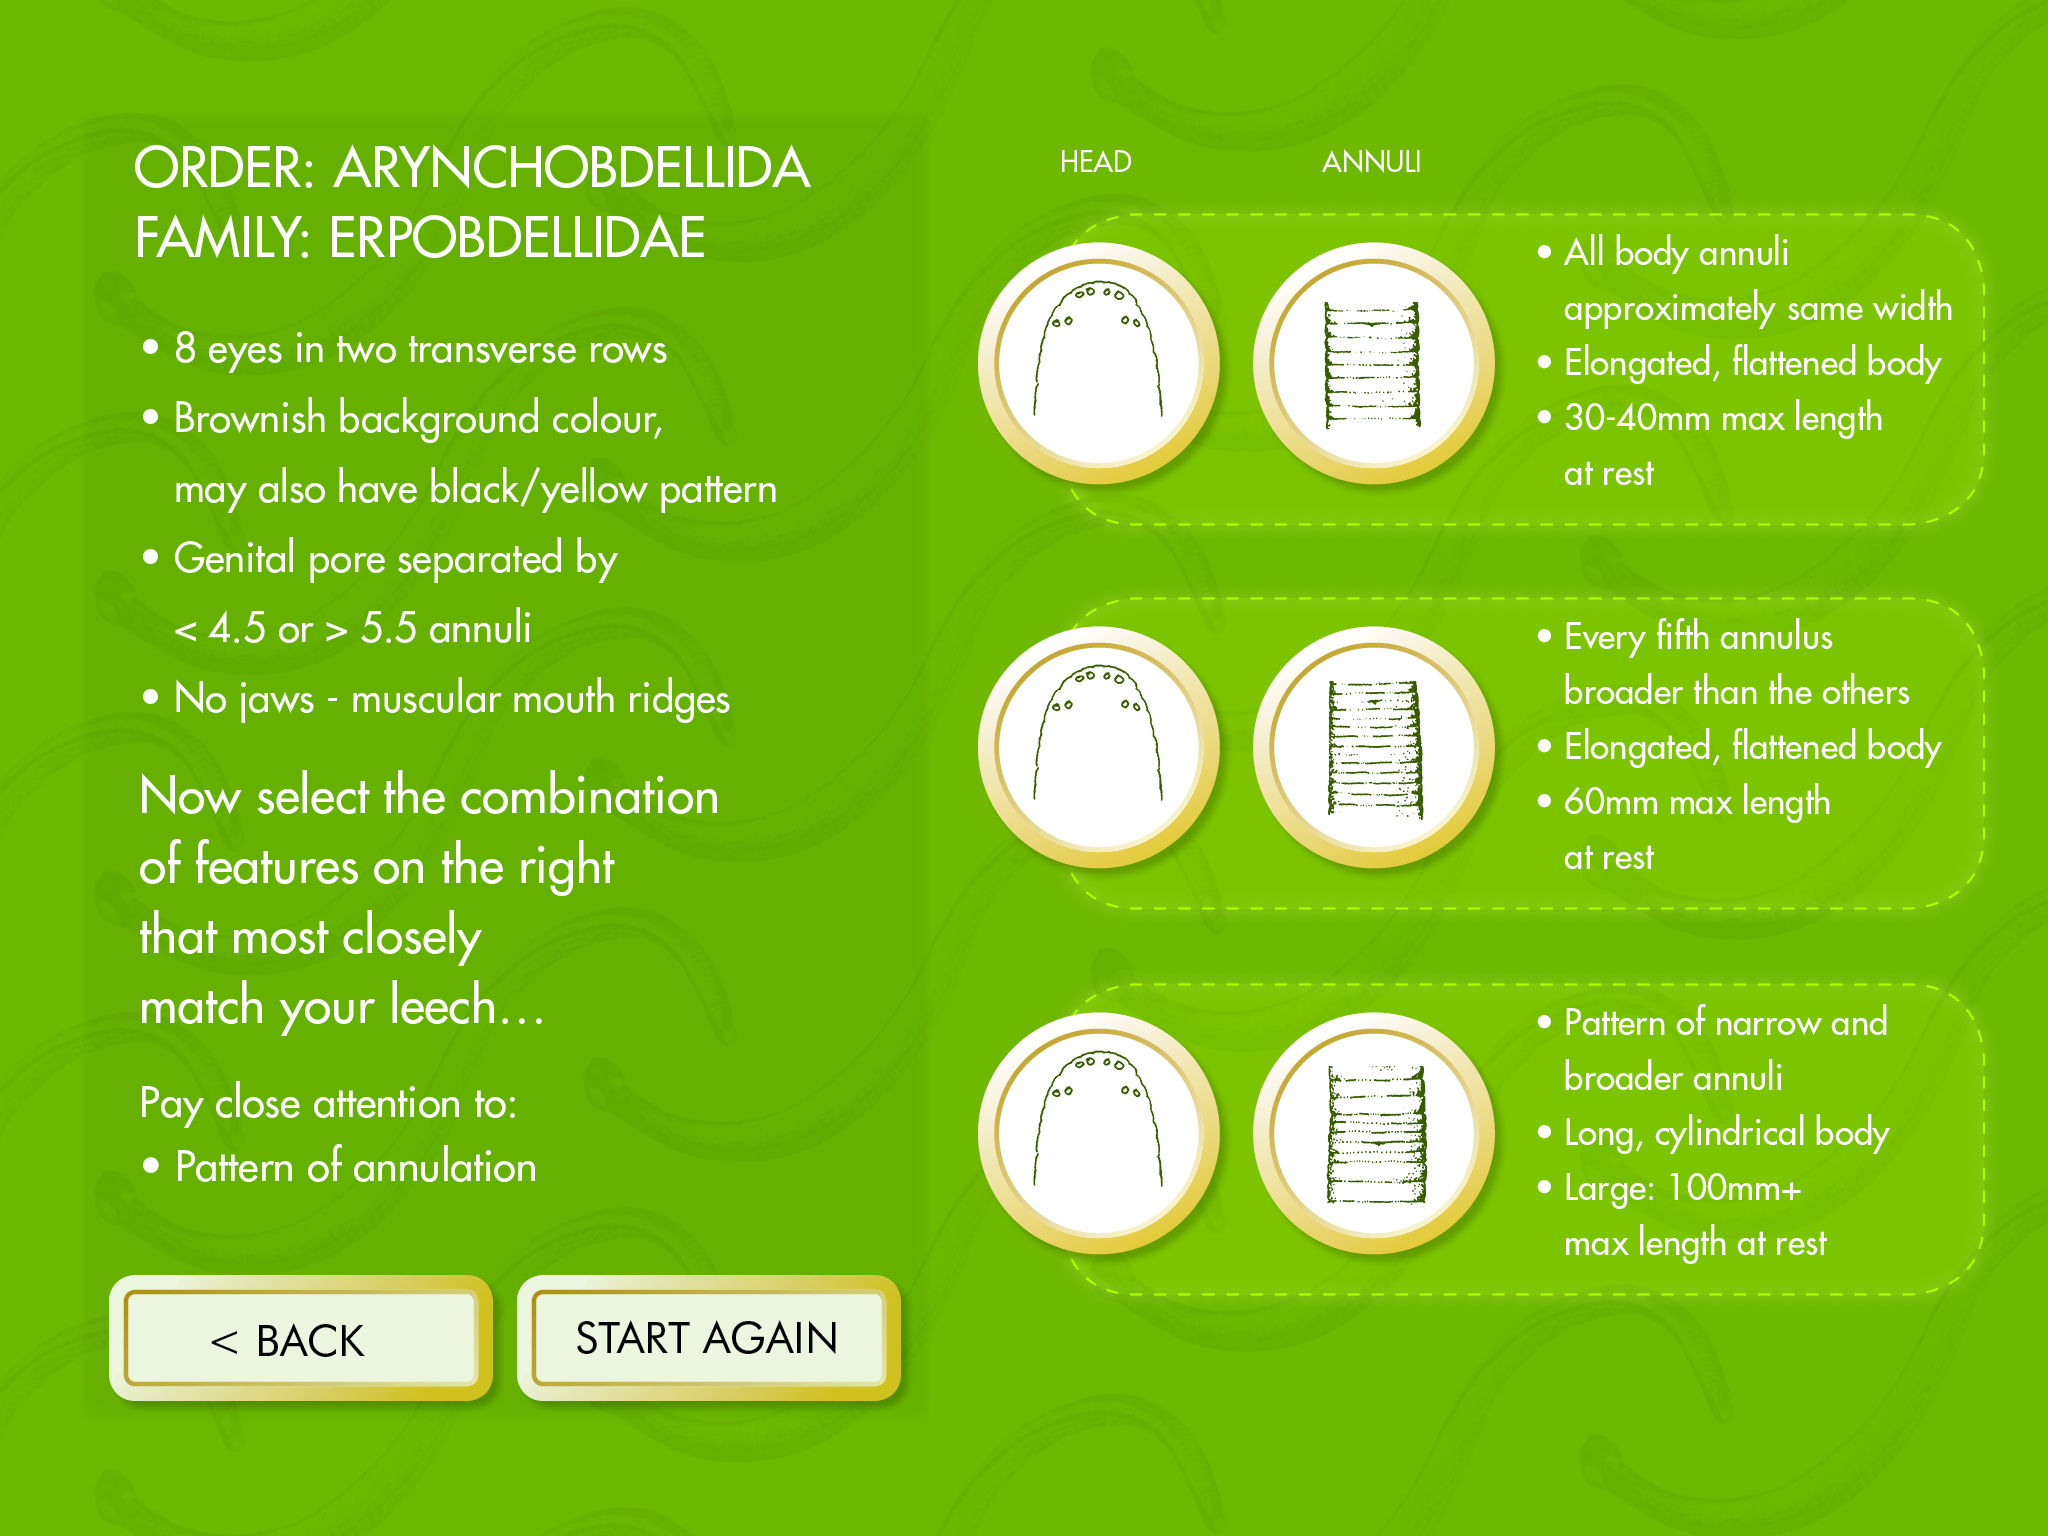 ORDER: ARYNCHOBDELLIDA
FAMILY: ERPOBDELLIDAE
• 8 eyes in two transverse rows
• Brownish background colour,
may also have black/yellow pattern
• Genital pore separated by
< 4.5 or > 5.5 annuli
• No jaws - muscular mouth ridges
Now select the combination
of features on the right
that most closely
match your leech...
Pay close attention to:
• Pattern of annulation
< BACK
START AGAIN
HEAD
ANNULI
• All body annuli
approximately same width
• Elongated, flattened body
• 30-40mm max length
at rest
• Every fifth annulus
broader than the others
• Elongated, flattened body
• 60mm max length
at rest
• Pattern of narrow and
broader annuli
• Long, cylindrical body
• Large: 100mm+
max length at rest